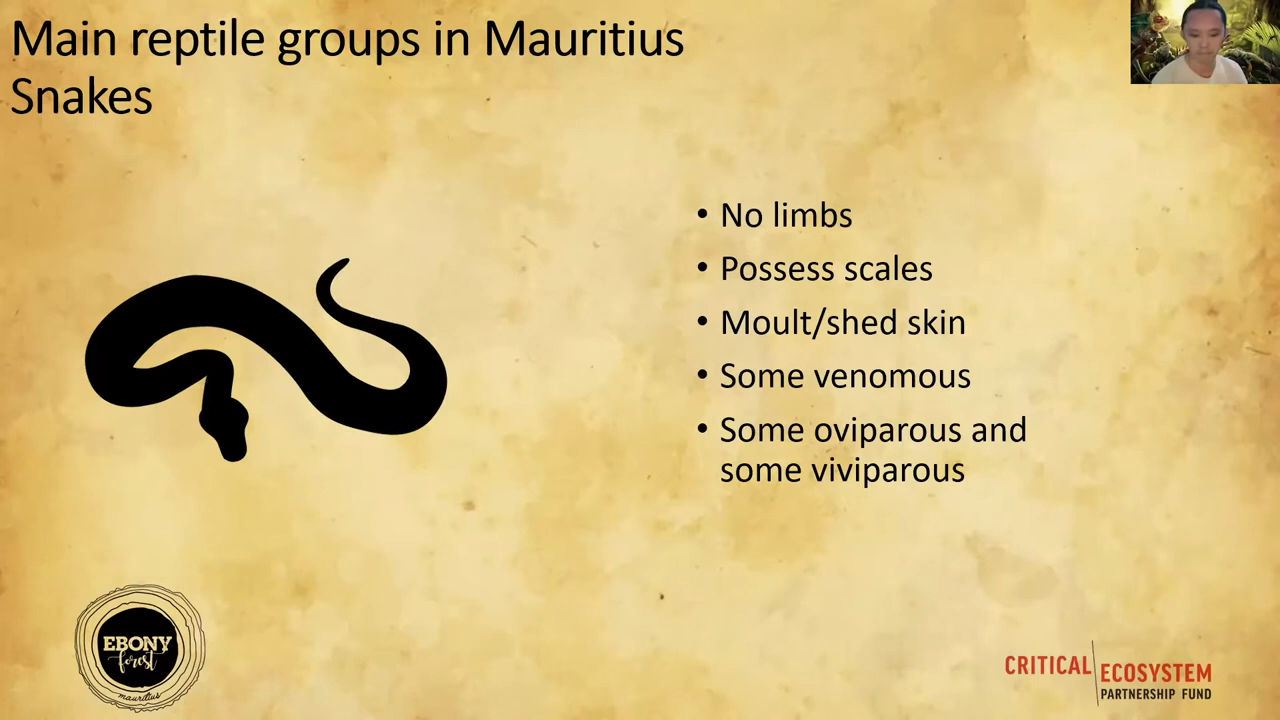 Main reptile groups in Mauritius
Snakes
• No limbs
• Possess scales
• Moult/shed skin
• Some venomous
• Some oviparous and
some viviparous
EBONY
forest
mauritius
CRITICAL ECOSYSTEM
PARTNERSHIP FUND